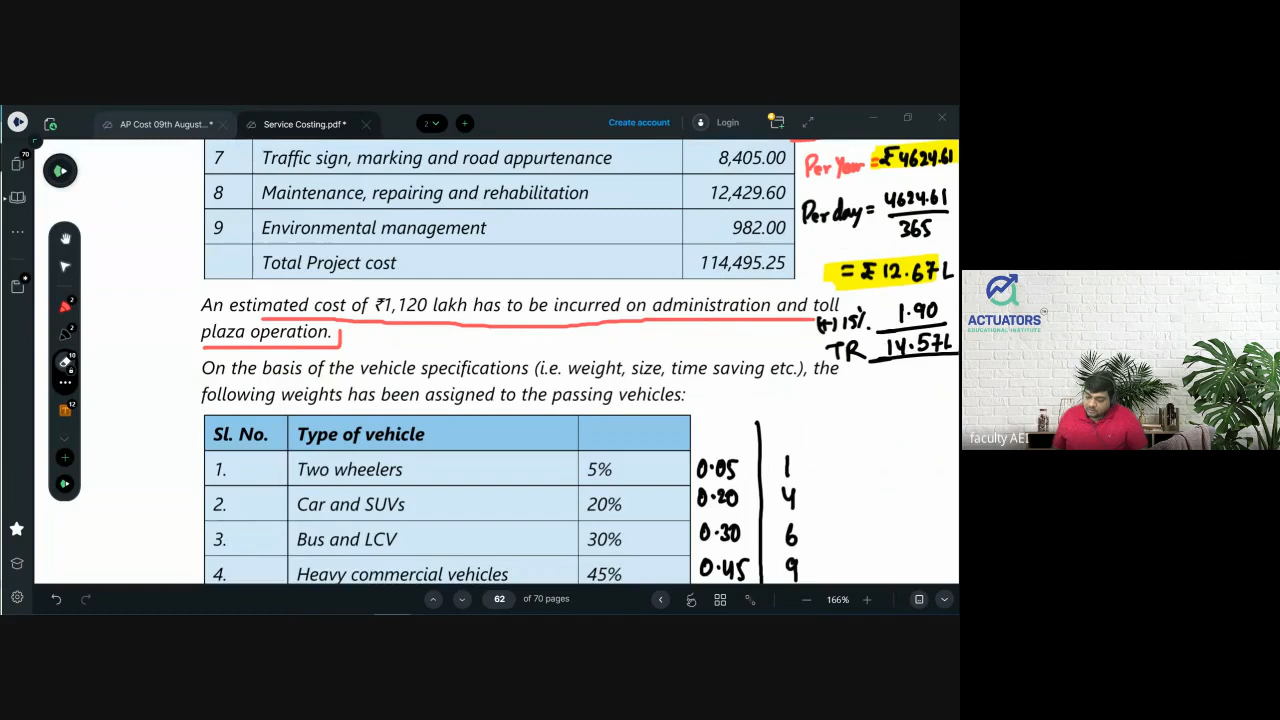 AP Cost 09th August...*
Service Costing.pdf *
2
Create account
Login
70
7 Traffic sign, marking and road appurtenance 8,405.00
8 Maintenance, repairing and rehabilitation 12,429.60
9 Environmental management 982.00
Total Project cost 114,495.25
Per Year = ₹4624.61
Per day = 4624.61
365
= ₹12.67L
(+) 15% 1.90
TR 14.57L
An estimated cost of ₹1,120 lakh has to be incurred on administration and toll
plaza operation.
On the basis of the vehicle specifications (i.e. weight, size, time saving etc.), the
following weights has been assigned to the passing vehicles:
Sl. No. Type of vehicle
1. Two wheelers 5% 0.05 1
2. Car and SUVs 20% 0.20 4
3. Bus and LCV 30% 0.30 6
4. Heavy commercial vehicles 45% 0.45 9
2
2
10
12
62 of 70 pages
166%
ACTUATORS
EDUCATIONAL INSTITUTE
faculty AEI